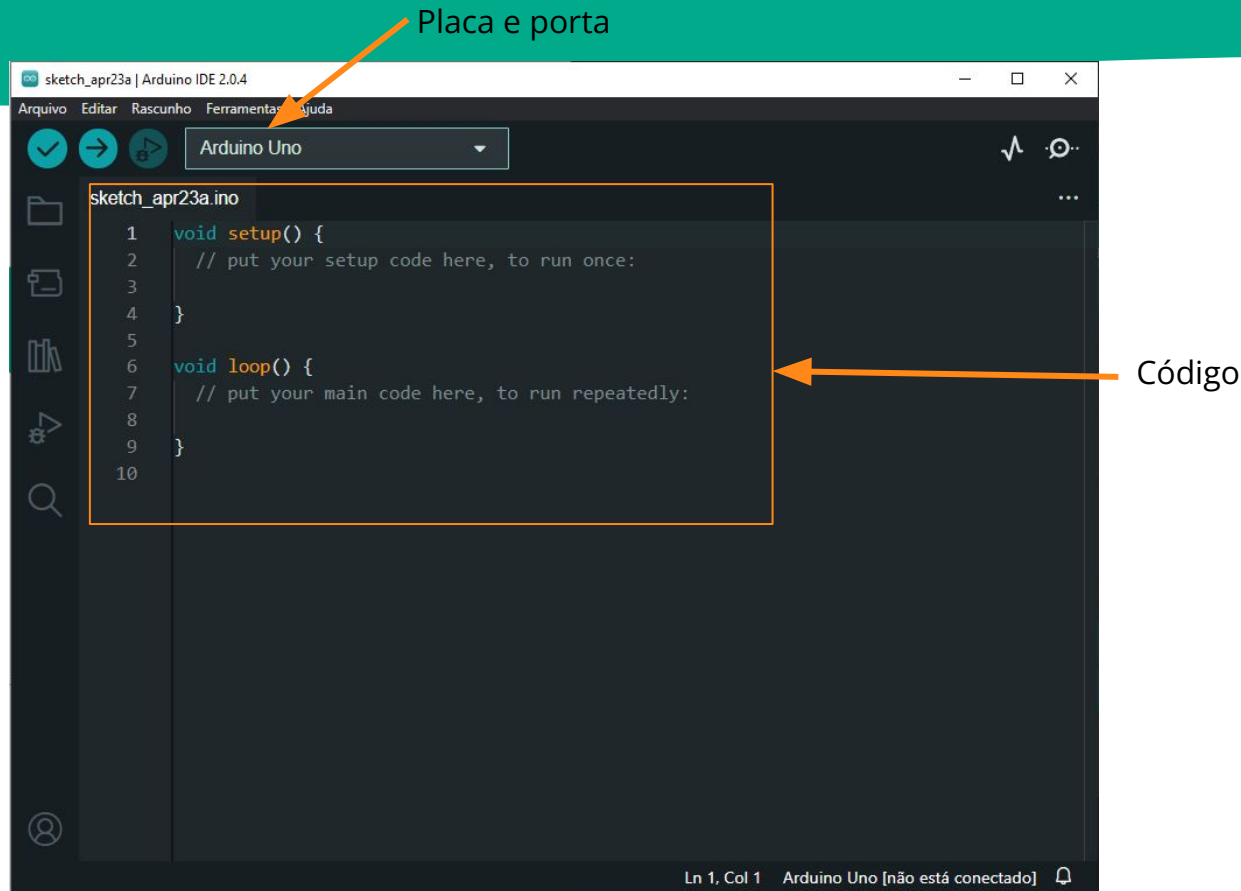 Placa e porta
sketch_apr23a | Arduino IDE 2.0.4
Arquivo Editar Rascunho Ferramentas Ajuda
Arduino Uno
sketch_apr23a.ino
1 void setup() {
2 // put your setup code here, to run once:
3
4 }
5
6 void loop() {
7 // put your main code here, to run repeatedly:
8
9 }
10
Código
Ln 1, Col 1 Arduino Uno [não está conectado]